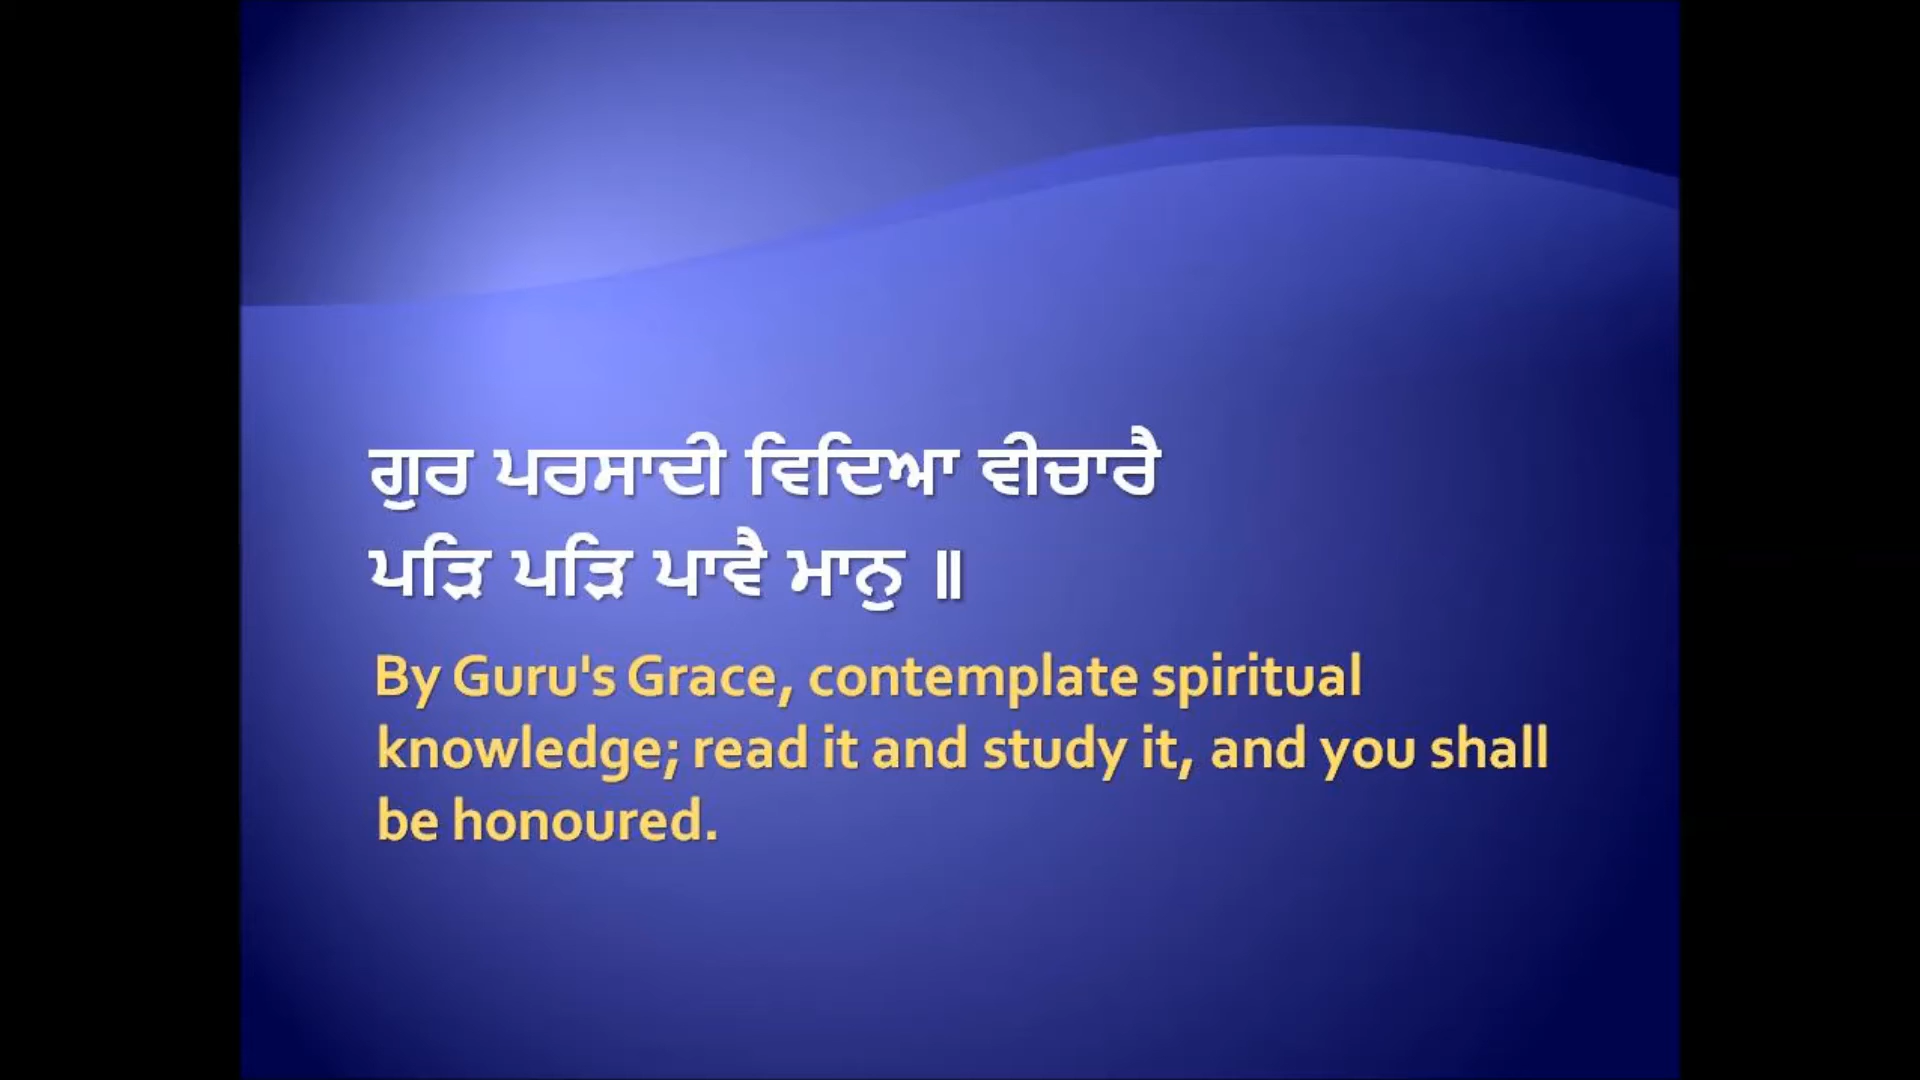 ਗੁਰ ਪਰਸਾਦੀ ਵਿਦਿਆ ਵੀਚਾਰੈ
ਪੜਿ ਪੜਿ ਪਾਵੈ ਮਾਨੁ ॥
By Guru's Grace, contemplate spiritual
knowledge; read it and study it, and you shall
be honoured.